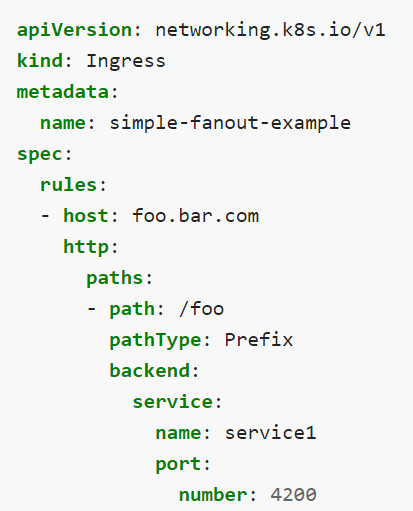 apiVersion: networking.k8s.io/v1
kind: Ingress
metadata:
  name: simple-fanout-example
spec:
  rules:
  - host: foo.bar.com
    http:
      paths:
      - path: /foo
        pathType: Prefix
        backend:
          service:
            name: service1
            port:
              number: 4200